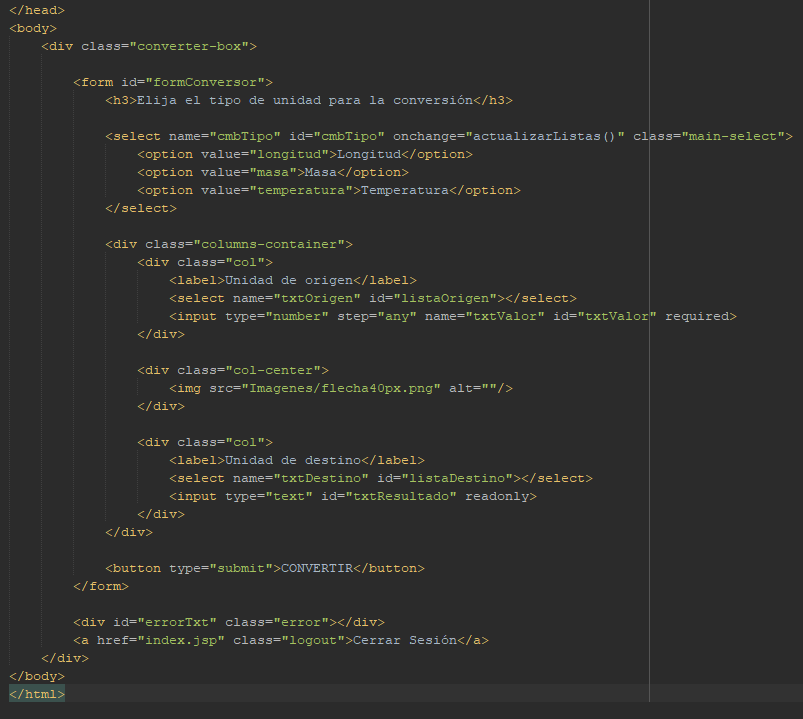 </head>
<body>
<div class="converter-box">
<form id="formConversor">
<h3>Elija el tipo de unidad para la conversión</h3>
<select name="cmbTipo" id="cmbTipo" onchange="actualizarListas()" class="main-select">
<option value="longitud">Longitud</option>
<option value="masa">Masa</option>
<option value="temperatura">Temperatura</option>
</select>
<div class="columns-container">
<div class="col">
<label>Unidad de origen</label>
<select name="txtOrigen" id="listaOrigen"></select>
<input type="number" step="any" name="txtValor" id="txtValor" required>
</div>
<div class="col-center">
<img src="Imagenes/flecha40px.png" alt=""/>
</div>
<div class="col">
<label>Unidad de destino</label>
<select name="txtDestino" id="listaDestino"></select>
<input type="text" id="txtResultado" readonly>
</div>
</div>
<button type="submit">CONVERTIR</button>
</form>
<div id="errorTxt" class="error"></div>
<a href="index.jsp" class="logout">Cerrar Sesión</a>
</div>
</body>
</html>